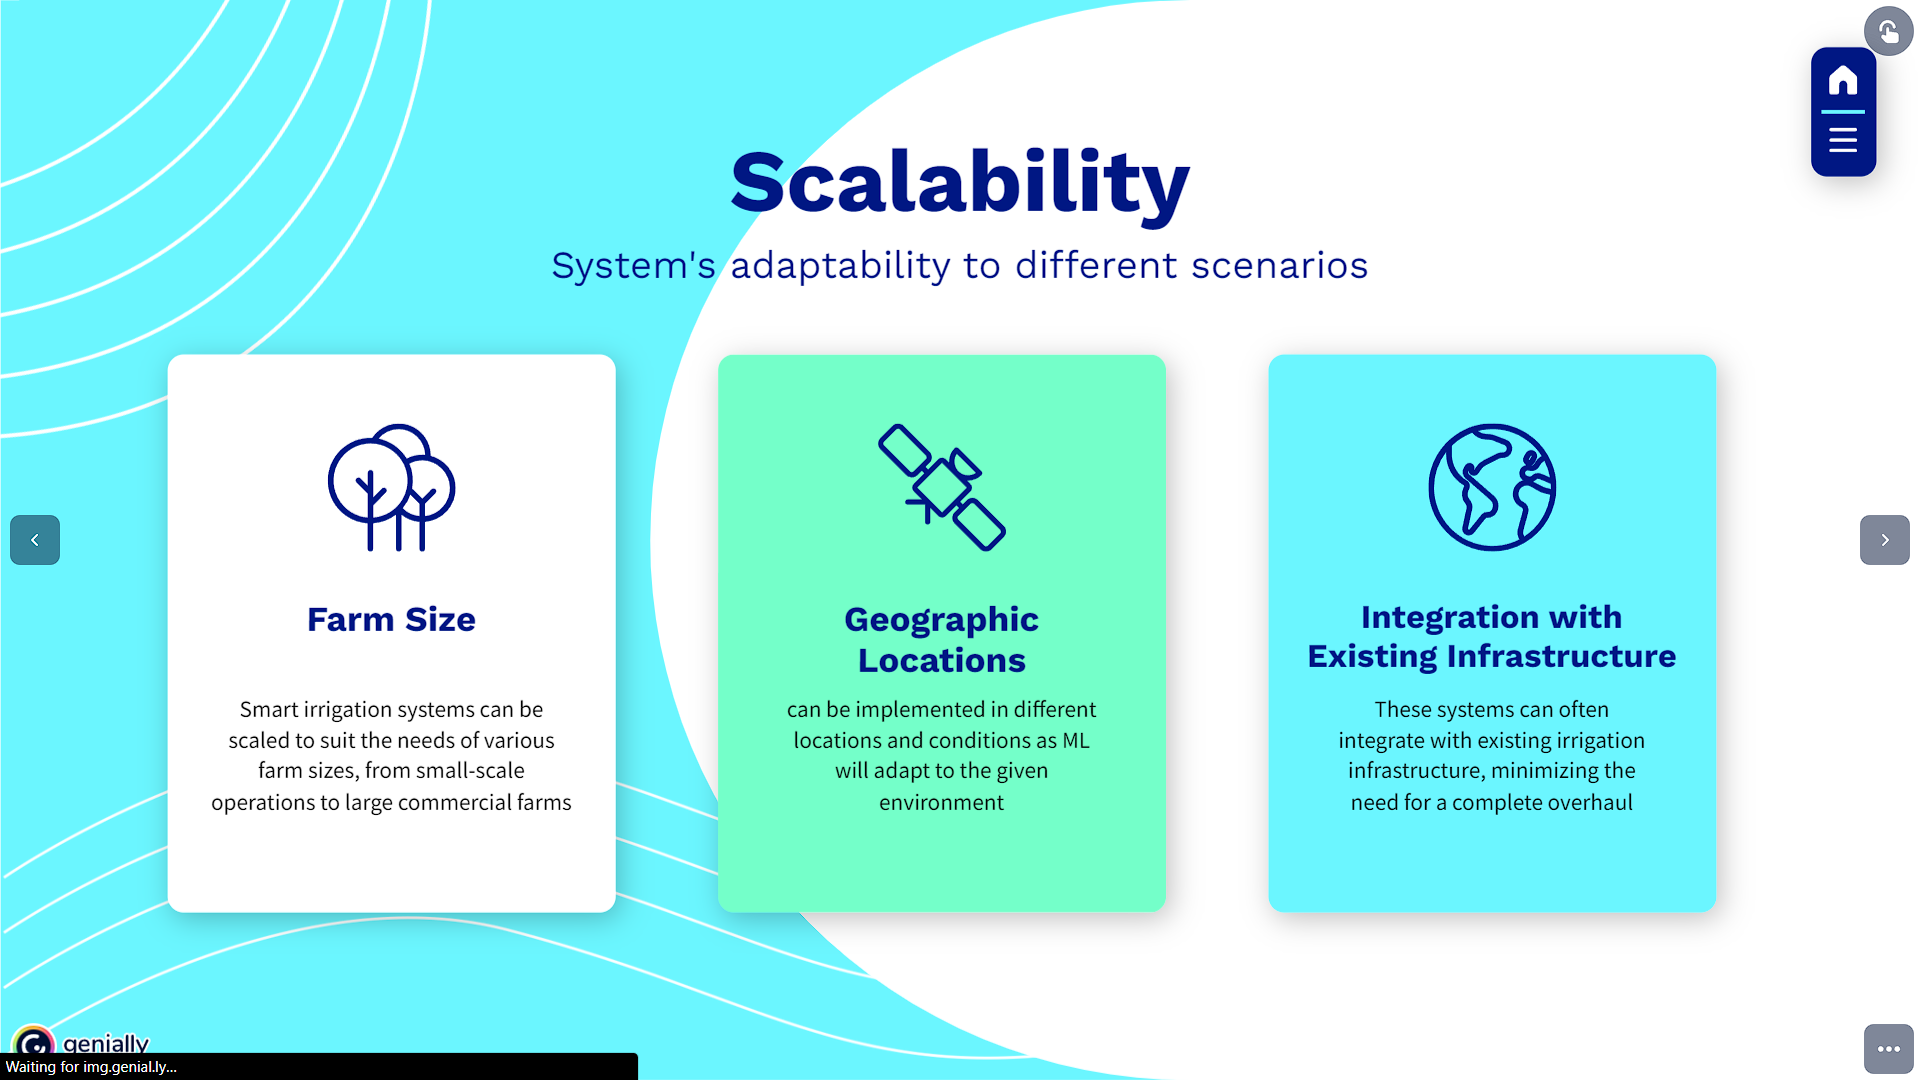 Scalability
System's adaptability to different scenarios
Farm Size
Smart irrigation systems can be
scaled to suit the needs of various
farm sizes, from small-scale
operations to large commercial farms
Geographic
Locations
can be implemented in different
locations and conditions as ML
will adapt to the given
environment
Integration with
Existing Infrastructure
These systems can often
integrate with existing irrigation
infrastructure, minimizing the
need for a complete overhaul
genially
Waiting for img.genial.ly...